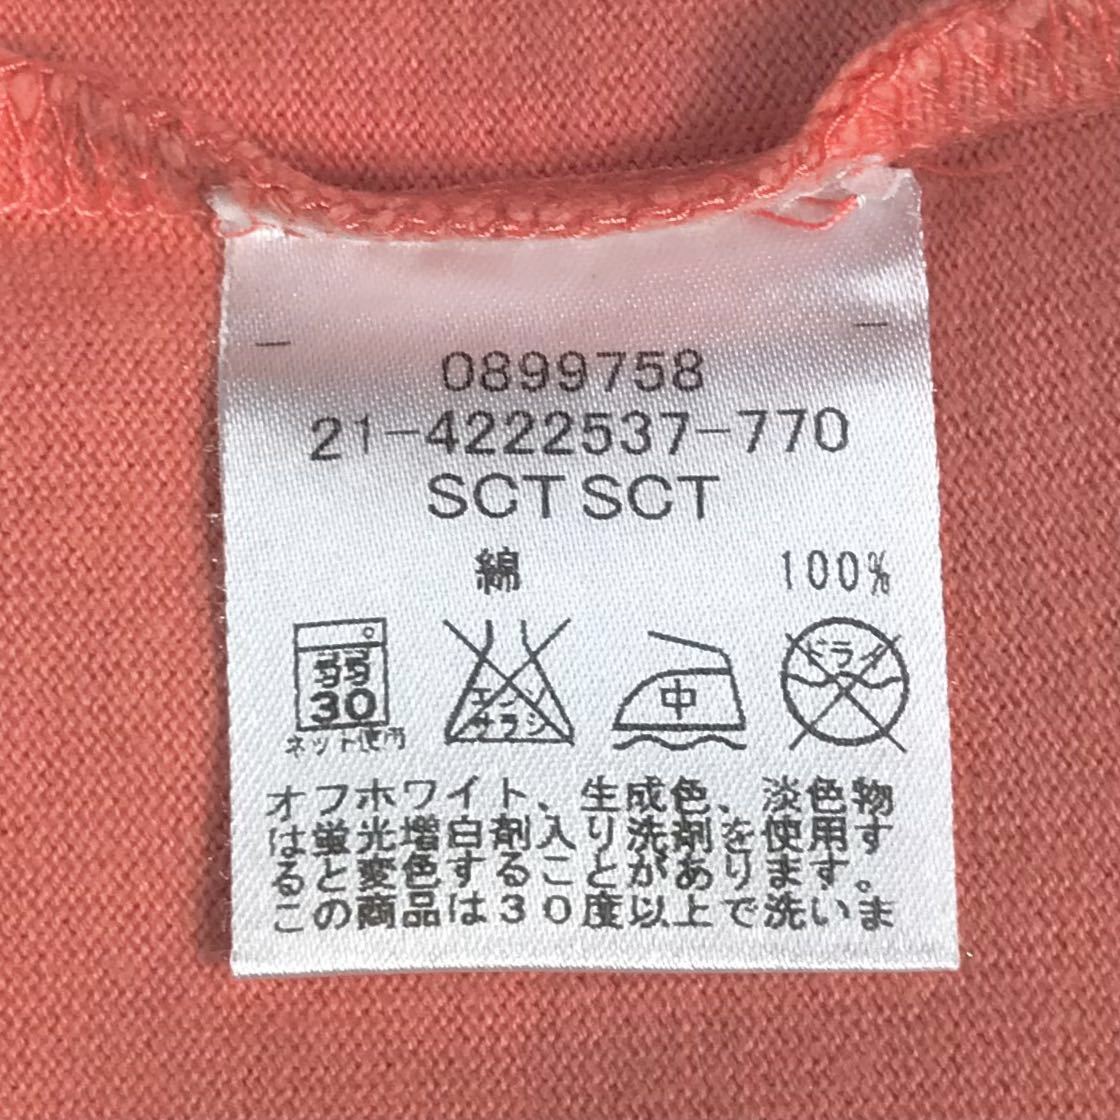 0899758
21-4222537-770
SCT SCT
綿 100%
弱
30
ネット使用
エンソ
サラシ
中
ドライ
オフホワイト、生成色、淡色物
は蛍光増白剤入り洗剤を使用す
ると変色することがあります。
この商品は30度以上で洗いま